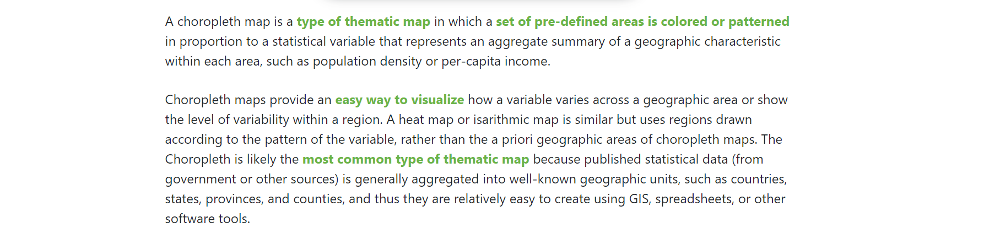 A choropleth map is a type of thematic map in which a set of pre-defined areas is colored or patterned
in proportion to a statistical variable that represents an aggregate summary of a geographic characteristic
within each area, such as population density or per-capita income.
Choropleth maps provide an easy way to visualize how a variable varies across a geographic area or show
the level of variability within a region. A heat map or isarithmic map is similar but uses regions drawn
according to the pattern of the variable, rather than the a priori geographic areas of choropleth maps. The
Choropleth is likely the most common type of thematic map because published statistical data (from
government or other sources) is generally aggregated into well-known geographic units, such as countries,
states, provinces, and counties, and thus they are relatively easy to create using GIS, spreadsheets, or other
software tools.